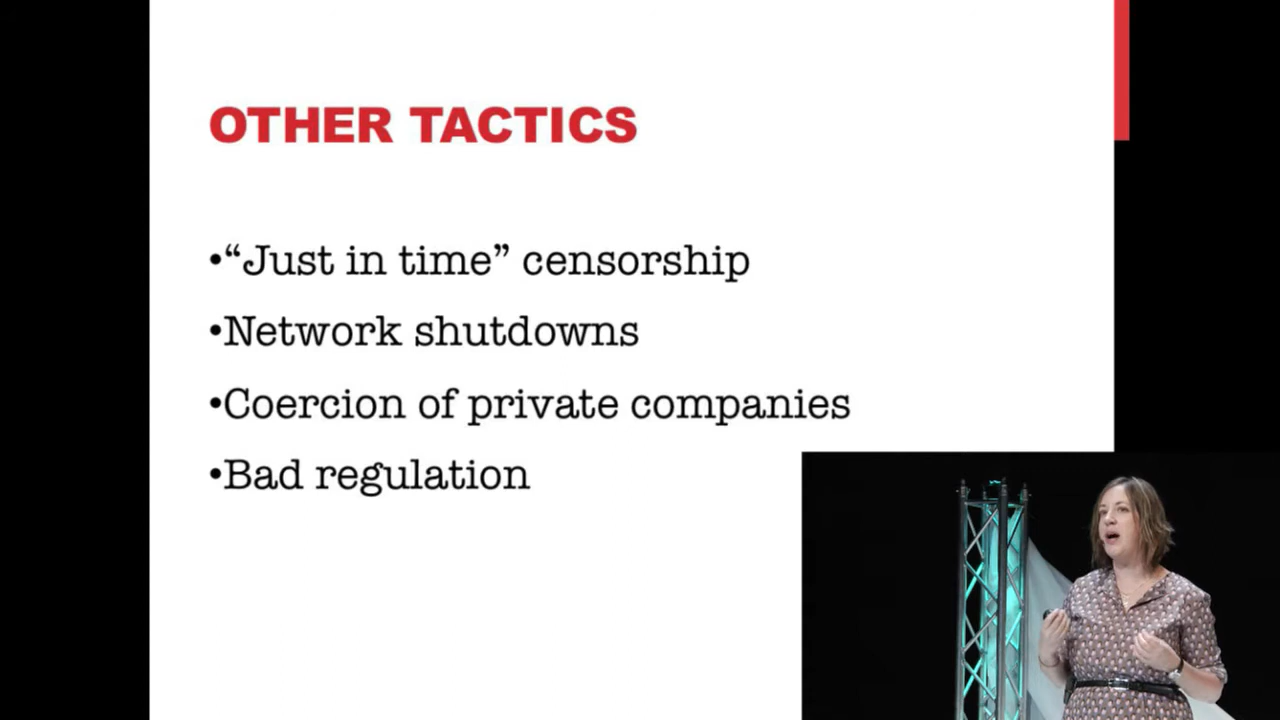 OTHER TACTICS
•“Just in time” censorship
•Network shutdowns
•Coercion of private companies
•Bad regulation